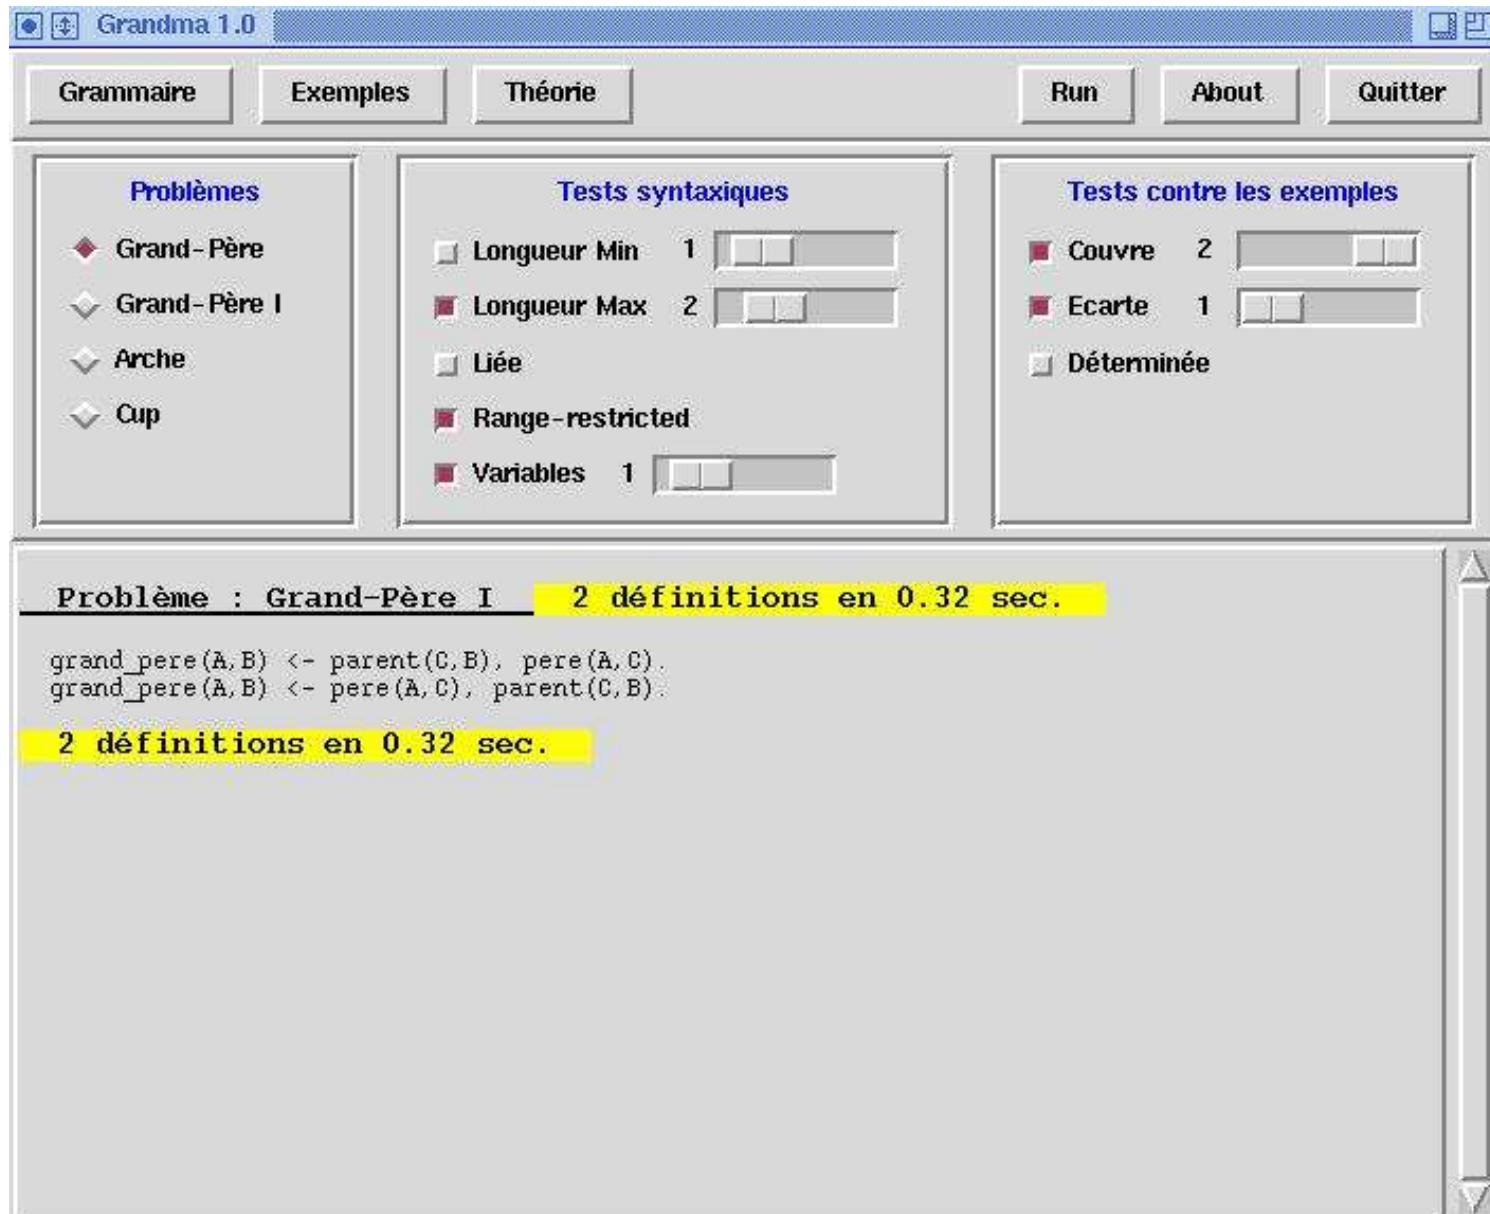 Grandma 1.0
Grammaire Exemples Théorie Run About Quitter
Problèmes
Grand-Père
Grand-Père I
Arche
Cup
Tests syntaxiques
Longueur Min 1
Longueur Max 2
Liée
Range-restricted
Variables 1
Tests contre les exemples
Couvre 2
Ecarte 1
Déterminée
Problème : Grand-Père I 2 définitions en 0.32 sec.
grand_pere(A,B) <- parent(C,B), pere(A,C).
grand_pere(A,B) <- pere(A,C), parent(C,B).
2 définitions en 0.32 sec.